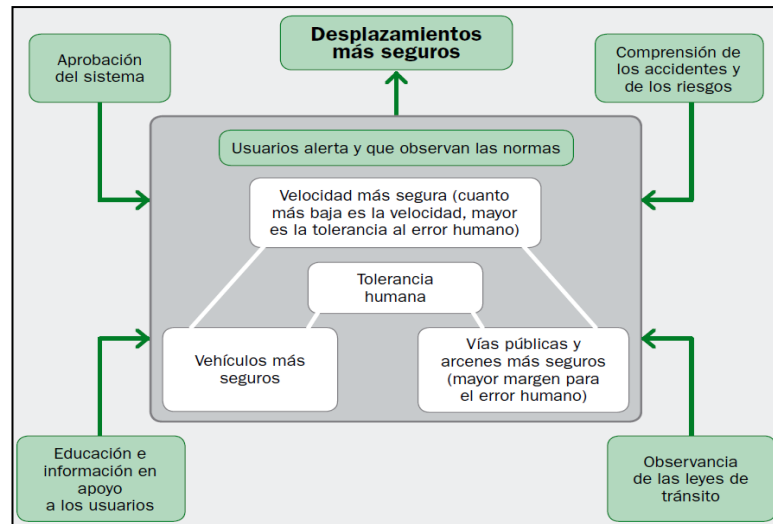 Desplazamientos
más seguros
Aprobación
del sistema
Comprensión de
los accidentes y
de los riesgos
Usuarios alerta y que observan las normas
Velocidad más segura (cuanto
más baja es la velocidad, mayor
es la tolerancia al error humano)
Tolerancia
humana
Vehículos más
seguros
Vías públicas y
arcenes más seguros
(mayor margen para
el error humano)
Educación e
información en
apoyo
a los usuarios
Observancia
de las leyes de
tránsito